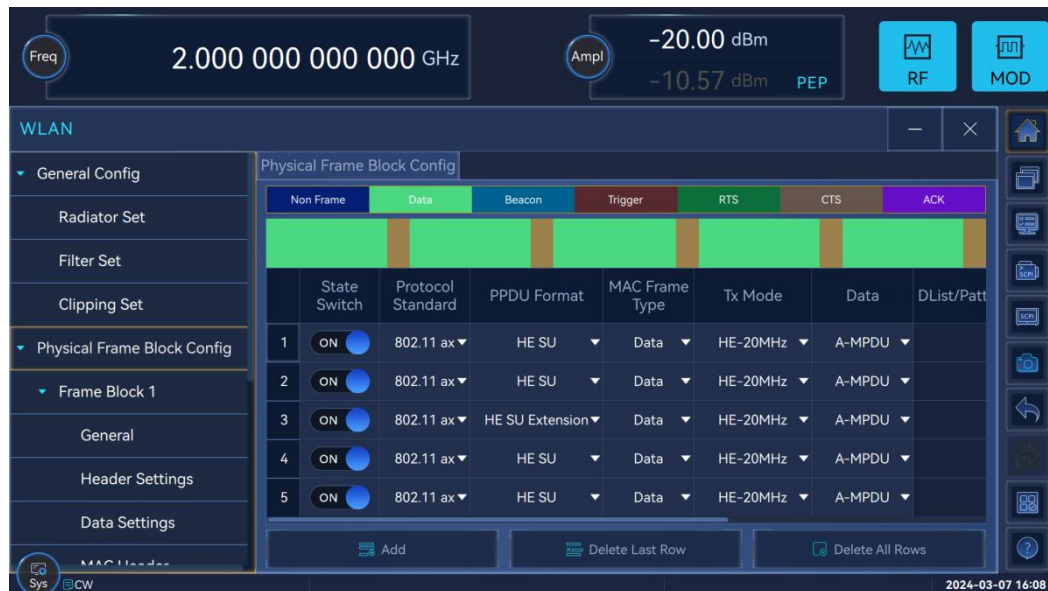 Freq
2.000 000 000 000 GHz
Ampl
-20.00 dBm
-10.57 dBm PEP
RF
MOD
WLAN
General Config
Radiator Set
Filter Set
Clipping Set
Physical Frame Block Config
Frame Block 1
General
Header Settings
Data Settings
MAC Header
Physical Frame Block Config
Non Frame Data Beacon Trigger RTS CTS ACK
State Switch Protocol Standard PPDU Format MAC Frame Type Tx Mode Data DList/Patt
1 ON 802.11 ax HE SU Data HE-20MHz A-MPDU
2 ON 802.11 ax HE SU Data HE-20MHz A-MPDU
3 ON 802.11 ax HE SU Extension Data HE-20MHz A-MPDU
4 ON 802.11 ax HE SU Data HE-20MHz A-MPDU
5 ON 802.11 ax HE SU Data HE-20MHz A-MPDU
Add Delete Last Row Delete All Rows
SCPI
SCPI
?
Sys CW 2024-03-07 16:08